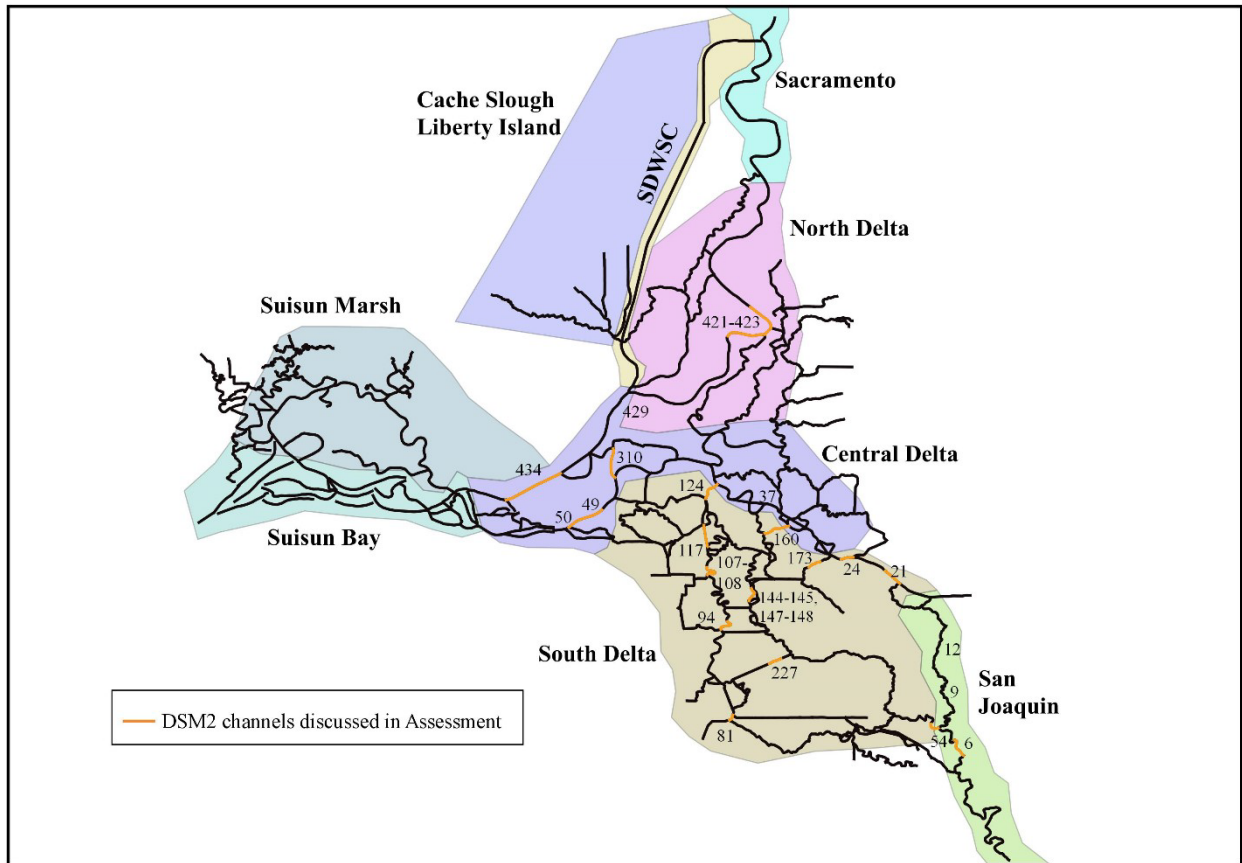 Sacramento
Cache Slough
Liberty Island
SDWSC
North Delta
421-423
Suisun Marsh
429
Central Delta
434
310
124
37
49
50
160
Suisun Bay
117
107-
108
173
24
21
144-145,
147-148
94
South Delta
12
227
9
San
Joaquin
DSM2 channels discussed in Assessment
81
54
6